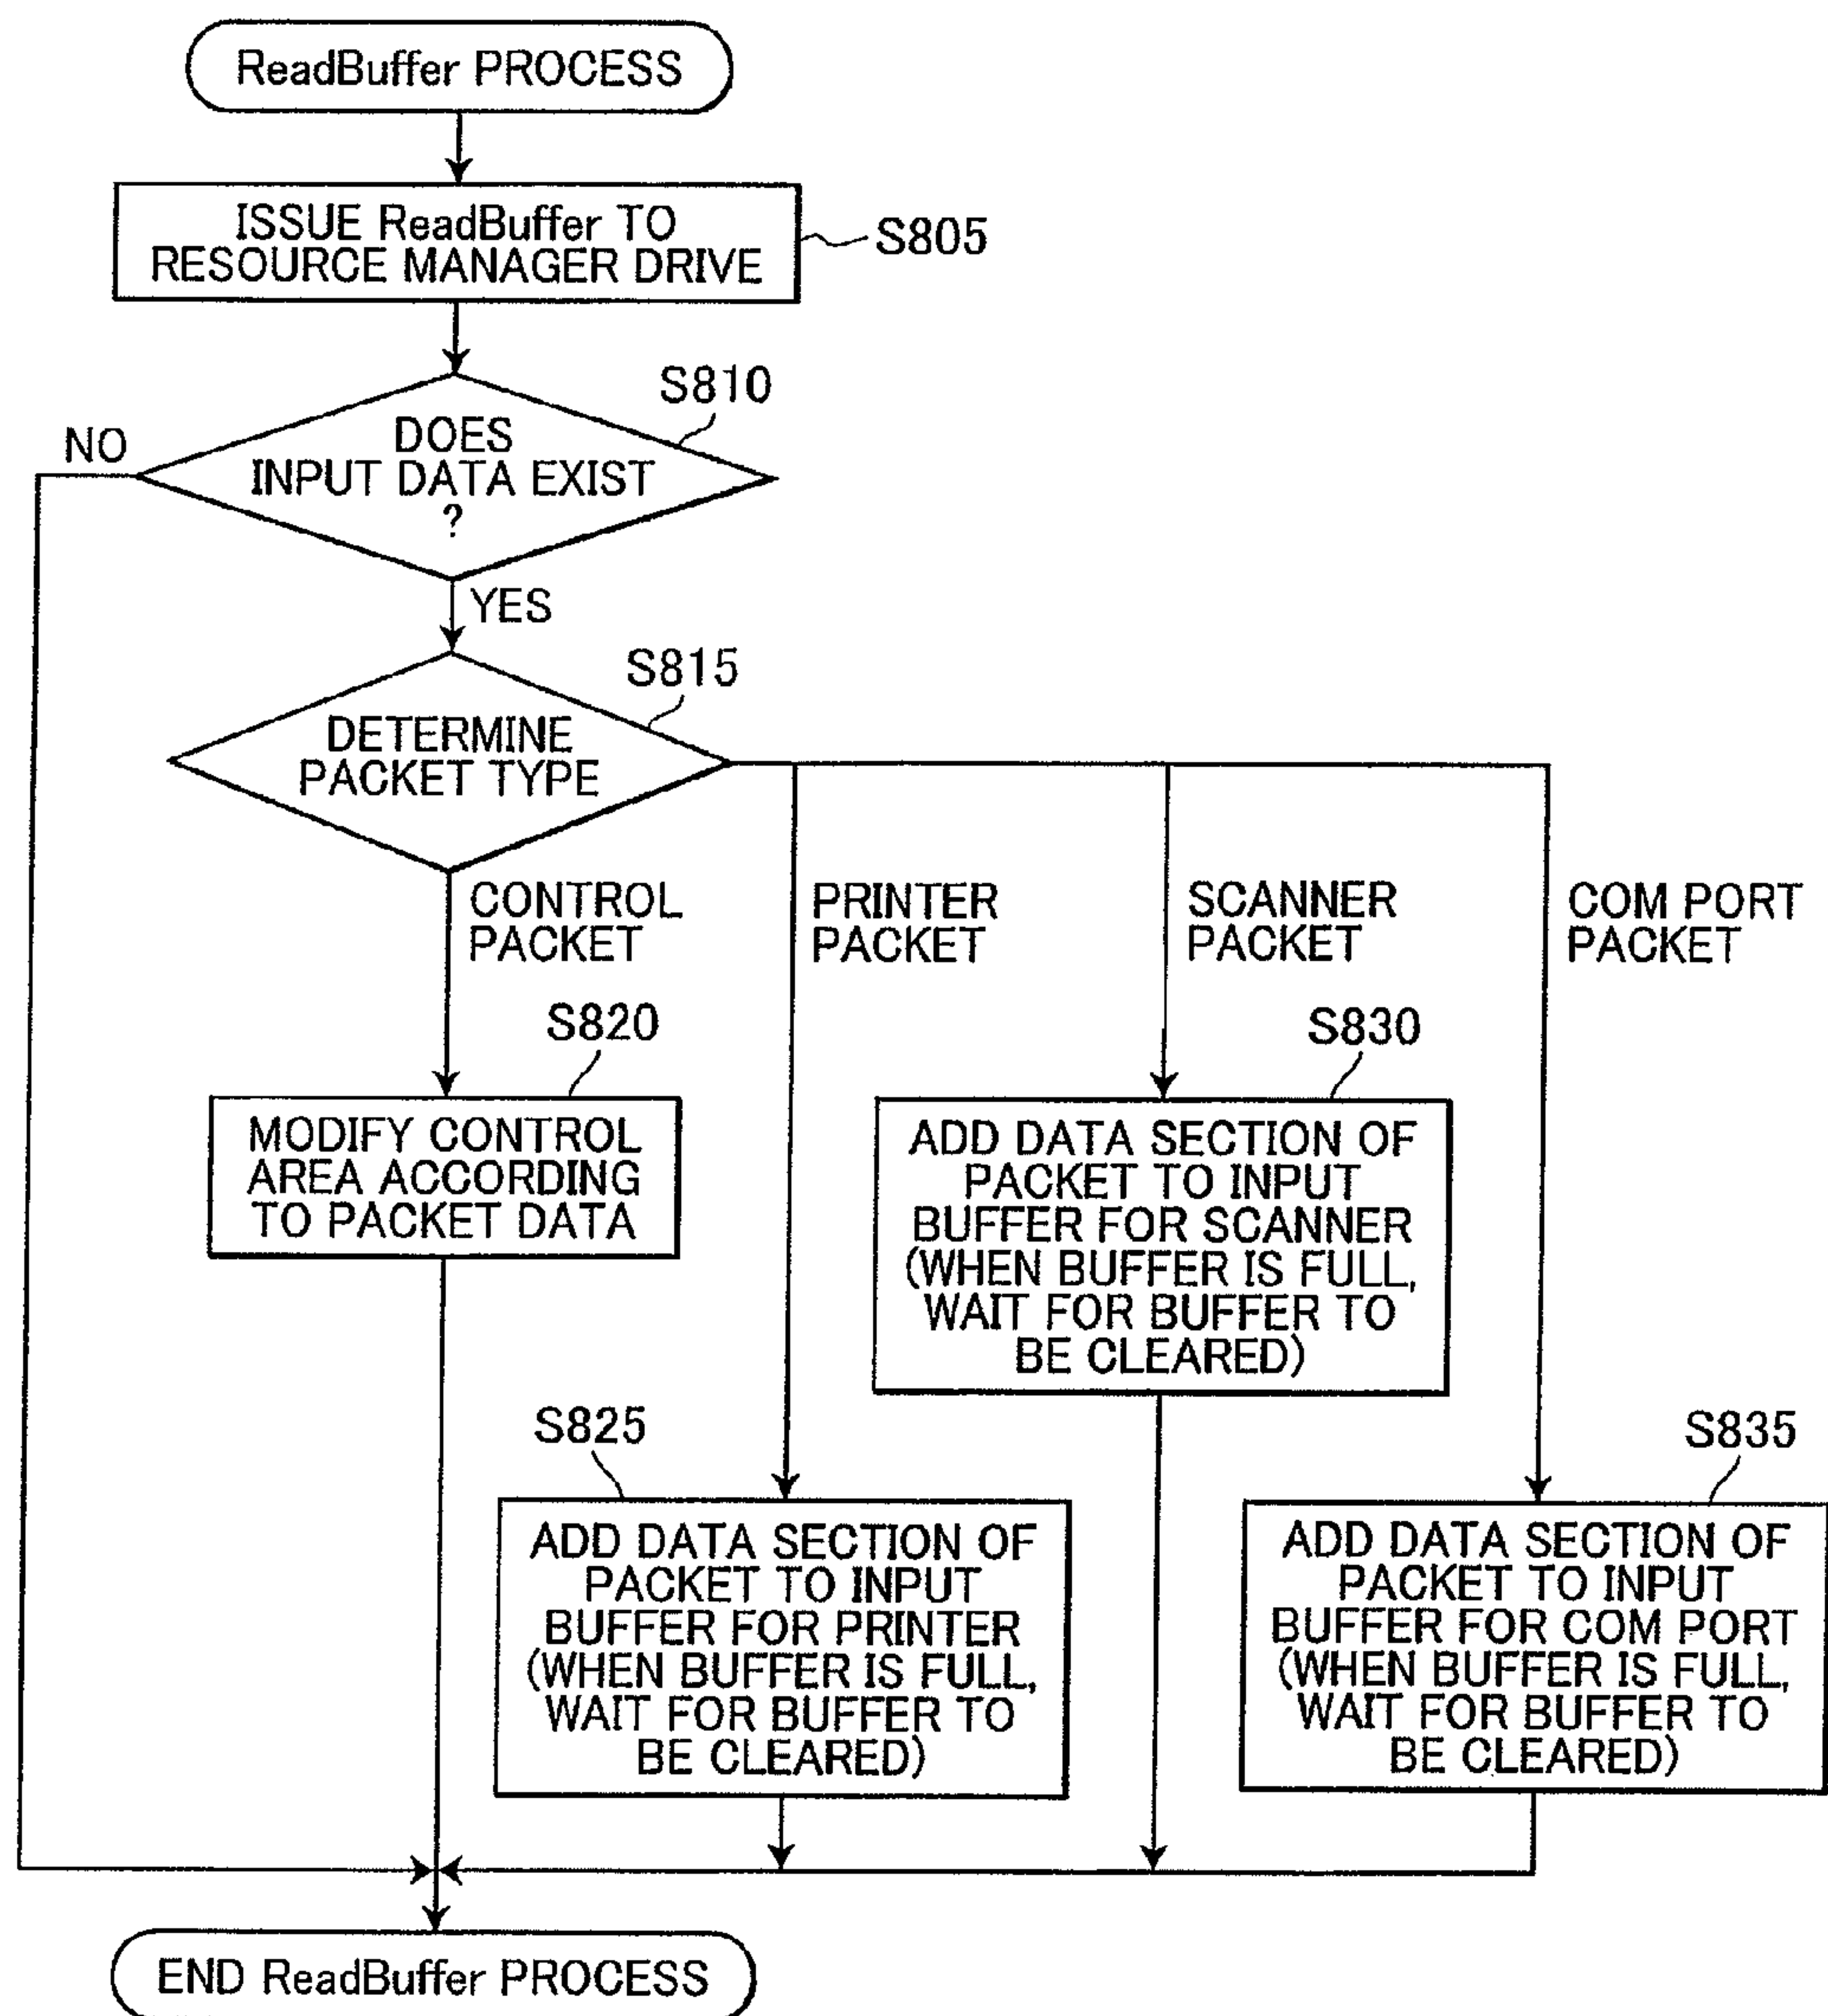 ReadBuffer PROCESS
ISSUE ReadBuffer TO
RESOURCE MANAGER DRIVE
S805
S810
NO
DOES
INPUT DATA EXIST
?
YES
S815
DETERMINE
PACKET TYPE
CONTROL
PACKET
PRINTER
PACKET
SCANNER
PACKET
COM PORT
PACKET
S820
MODIFY CONTROL
AREA ACCORDING
TO PACKET DATA
S830
ADD DATA SECTION OF
PACKET TO INPUT
BUFFER FOR SCANNER
(WHEN BUFFER IS FULL,
WAIT FOR BUFFER TO
BE CLEARED)
S825
ADD DATA SECTION OF
PACKET TO INPUT
BUFFER FOR PRINTER
(WHEN BUFFER IS FULL,
WAIT FOR BUFFER TO
BE CLEARED)
S835
ADD DATA SECTION OF
PACKET TO INPUT
BUFFER FOR COM PORT
(WHEN BUFFER IS FULL,
WAIT FOR BUFFER TO
BE CLEARED)
END ReadBuffer PROCESS